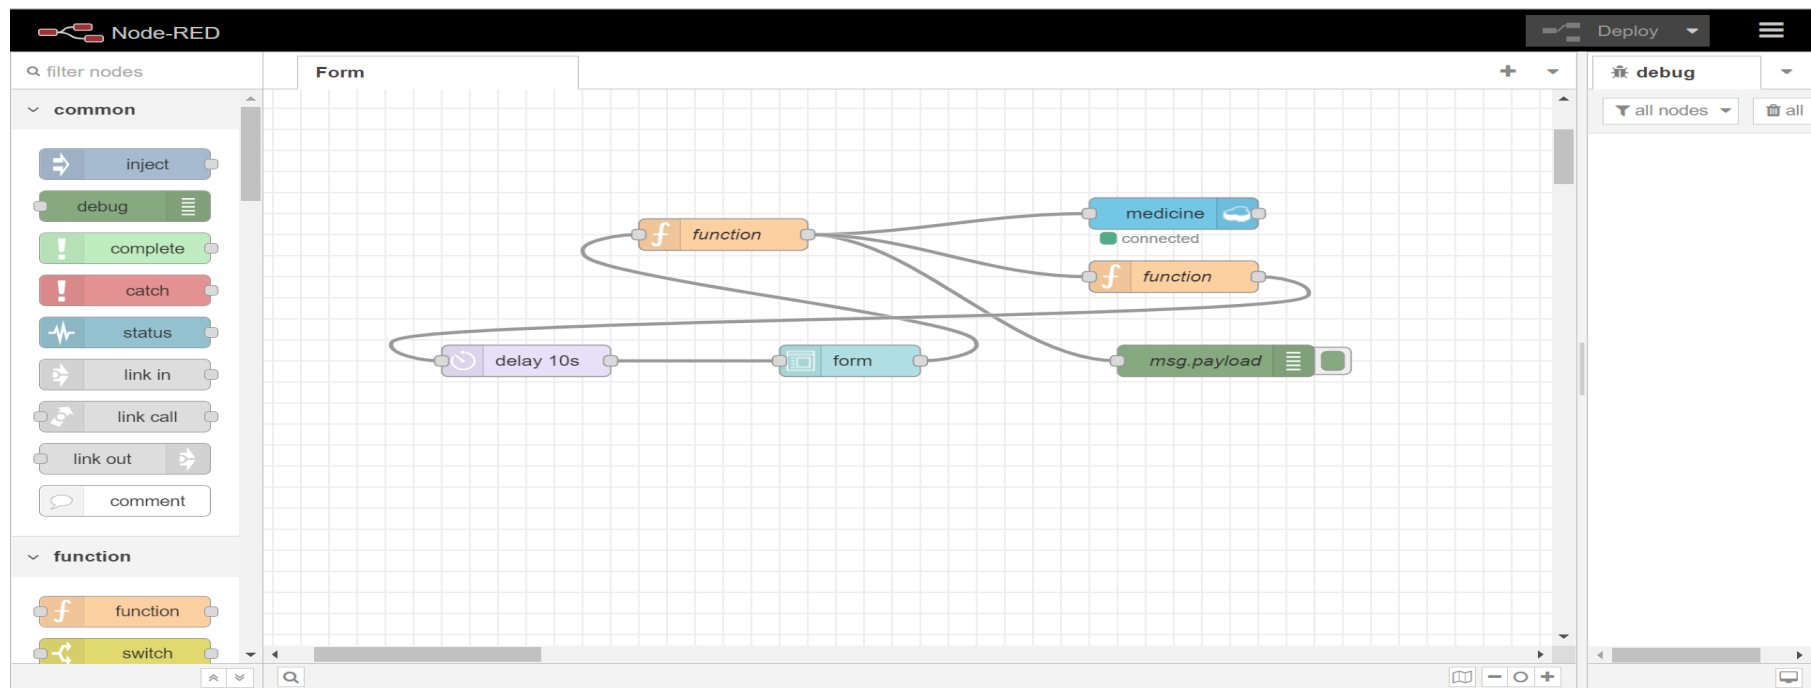 Node-RED
Deploy
filter nodes
Form
debug
common
all nodes
all
inject
debug
complete
catch
status
link in
link call
link out
comment
function
function
switch
function
medicine
connected
function
delay 10s
form
msg.payload